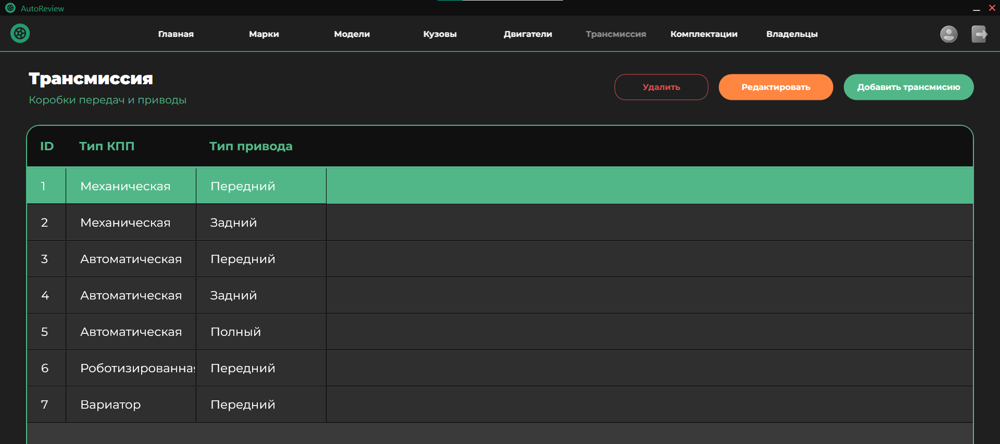 AutoReview
Главная Марки Модели Кузовы Двигатели Трансмиссия Комплектации Владельцы
Трансмиссия
Коробки передач и приводы
Удалить Редактировать Добавить трансмисию
ID Тип КПП Тип привода
1 Механическая Передний
2 Механическая Задний
3 Автоматическая Передний
4 Автоматическая Задний
5 Автоматическая Полный
6 Роботизированная Передний
7 Вариатор Передний